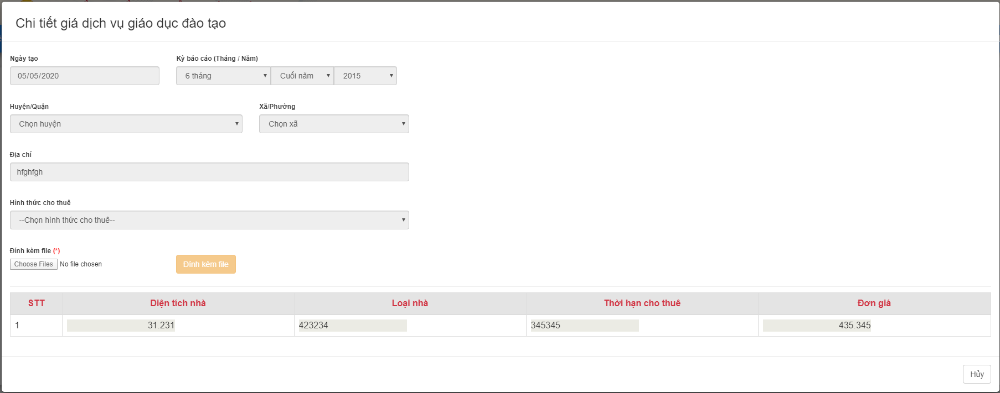 Chi tiết giá dịch vụ giáo dục đào tạo
Ngày tạo Kỳ báo cáo (Tháng / Năm)
05/05/2020 6 tháng Cuối năm 2015
Huyện/Quận Xã/Phường
Chọn huyện Chọn xã
Địa chỉ
hfghfgh
Hình thức cho thuê
--Chọn hình thức cho thuê--
Đính kèm file (*)
Choose Files No file chosen Đính kèm file
STT Diện tích nhà Loại nhà Thời hạn cho thuê Đơn giá
1 31.231 423234 345345 435.345
Hủy